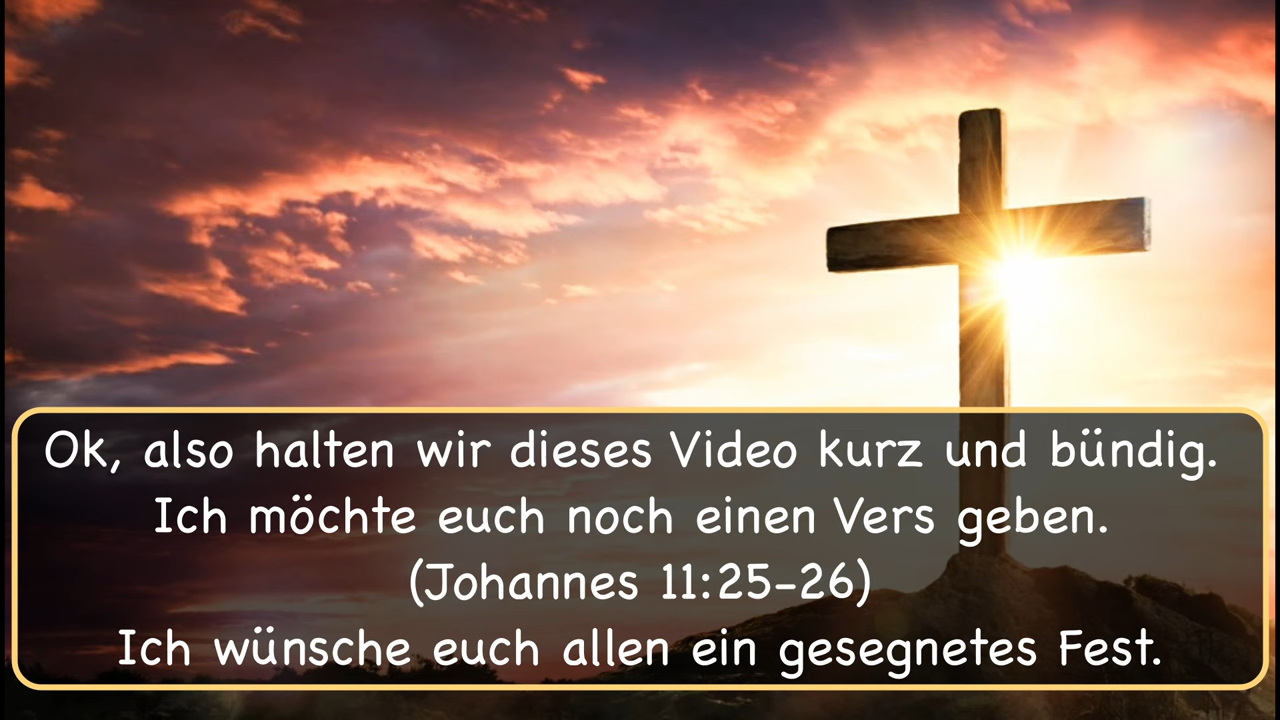 Ok, also halten wir dieses Video kurz und bündig.
Ich möchte euch noch einen Vers geben.
(Johannes 11:25-26)
Ich wünsche euch allen ein gesegnetes Fest.